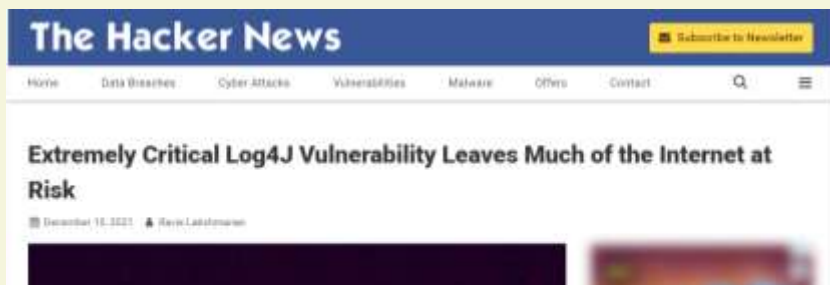 The Hacker News
Subscribe to Newsletter
Home Data Breaches Cyber Attacks Vulnerabilities Malware Offers Contact
Extremely Critical Log4J Vulnerability Leaves Much of the Internet at
Risk
December 10, 2021 Ravie Lakshmanan